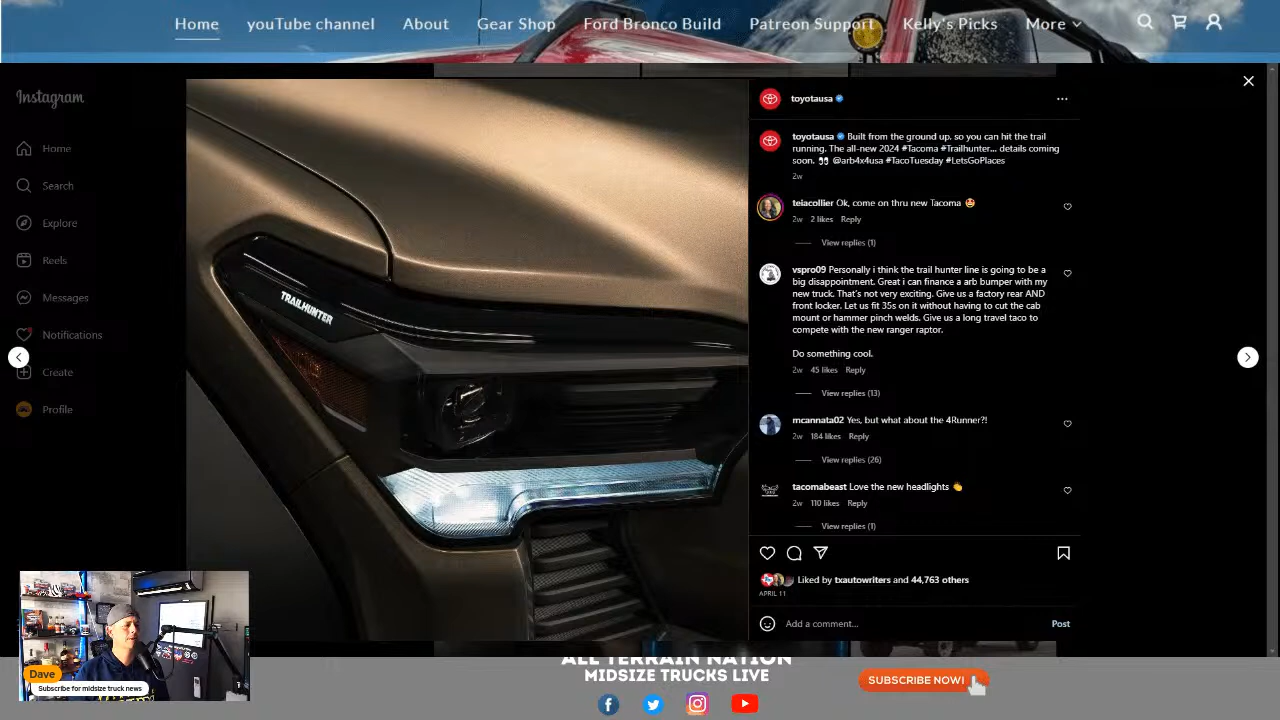 Home youTube channel About Gear Shop Ford Bronco Build Patreon Support Kelly's Picks More
Instagram
Home
Search
Explore
Reels
Messages
Notifications
Create
Profile
TRAILHUNTER
toyotausa
toyotausa Built from the ground up, so you can hit the trail
running. The all-new 2024 #Tacoma #Trailhunter... details coming
soon. 👀 @arb4x4usa #TacoTuesday #LetsGoPlaces
2w
teiacollier Ok, come on thru new Tacoma 🤩
2w 2 likes Reply
View replies (1)
vspro09 Personally i think the trail hunter line is going to be a
big disappointment. Great i can finance a arb bumper with my
new truck. That's not very exciting. Give us a factory rear AND
front locker. Let us fit 35s on it without having to cut the cab
mount or hammer pinch welds. Give us a long travel taco to
compete with the new ranger raptor.
Do something cool.
2w 45 likes Reply
View replies (13)
mcannata02 Yes, but what about the 4Runner?!
2w 184 likes Reply
View replies (26)
tacomabeast Love the new headlights 👏
2w 110 likes Reply
View replies (1)
Liked by txautowriters and 44,763 others
APRIL 11
Add a comment... Post
Dave
Subscribe for midsize truck news
ALL TERRAIN NATION
MIDSIZE TRUCKS LIVE
SUBSCRIBE NOW!